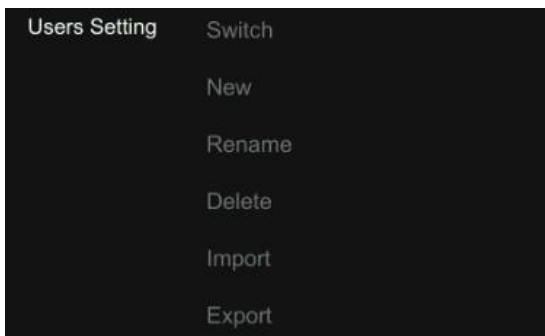 Users Setting Switch
New
Rename
Delete
Import
Export